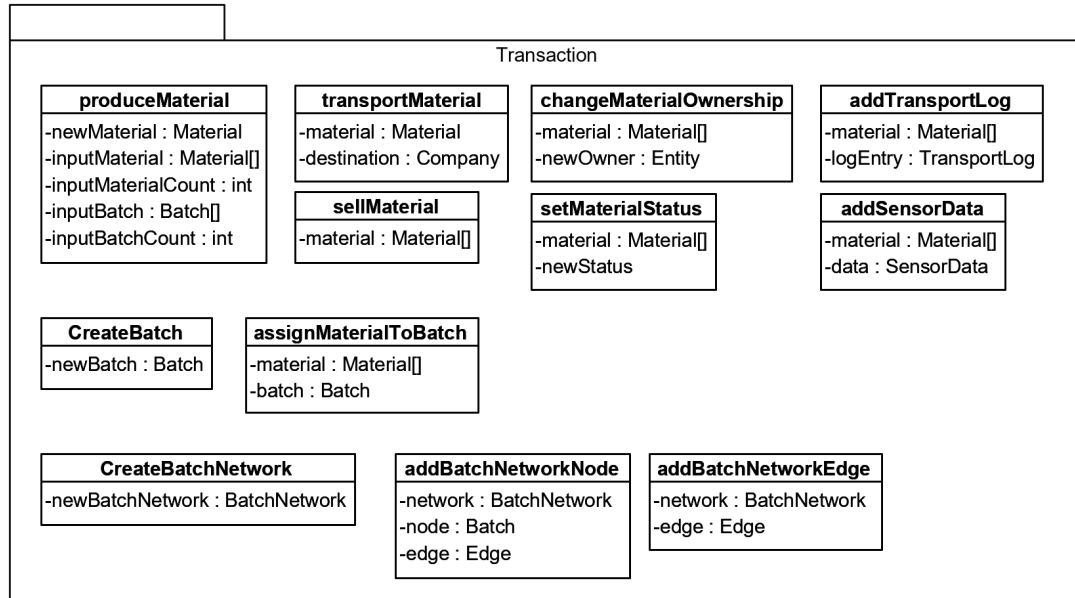 Transaction
produceMaterial
-newMaterial : Material
-inputMaterial : Material[]
-inputMaterialCount : int
-inputBatch : Batch[]
-inputBatchCount : int
transportMaterial
-material : Material
-destination : Company
changeMaterialOwnership
-material : Material[]
-newOwner : Entity
addTransportLog
-material : Material[]
-logEntry : TransportLog
sellMaterial
-material : Material[]
setMaterialStatus
-material : Material[]
-newStatus
addSensorData
-material : Material[]
-data : SensorData
CreateBatch
-newBatch : Batch
assignMaterialToBatch
-material : Material[]
-batch : Batch
CreateBatchNetwork
-newBatchNetwork : BatchNetwork
addBatchNetworkNode
-network : BatchNetwork
-node : Batch
-edge : Edge
addBatchNetworkEdge
-network : BatchNetwork
-edge : Edge